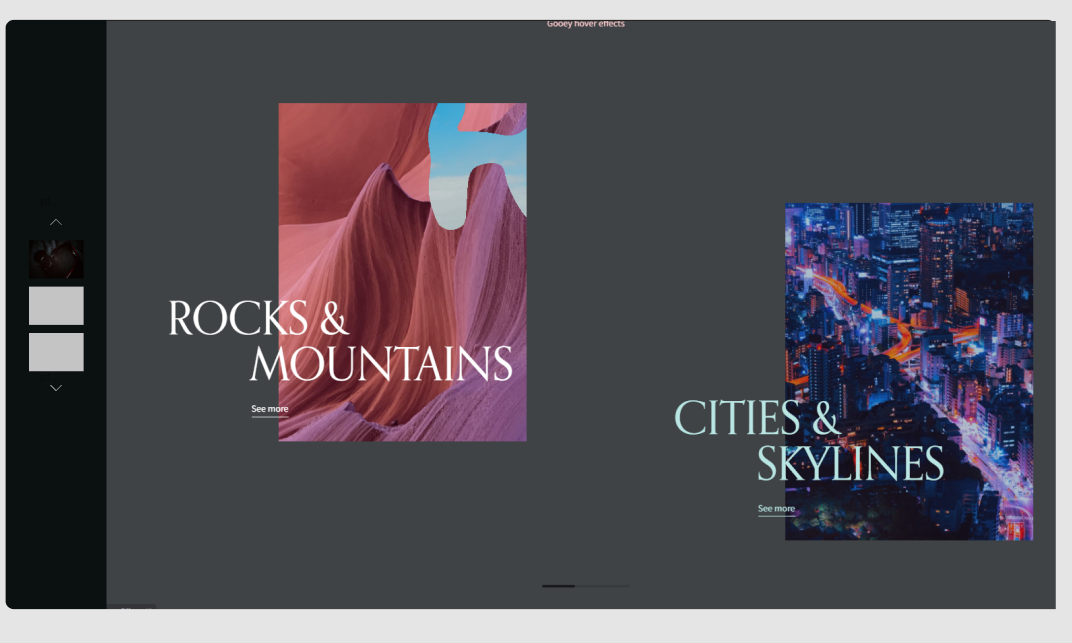 Gooey hover effects
ROCKS &
MOUNTAINS
See more
CITIES &
SKYLINES
See more